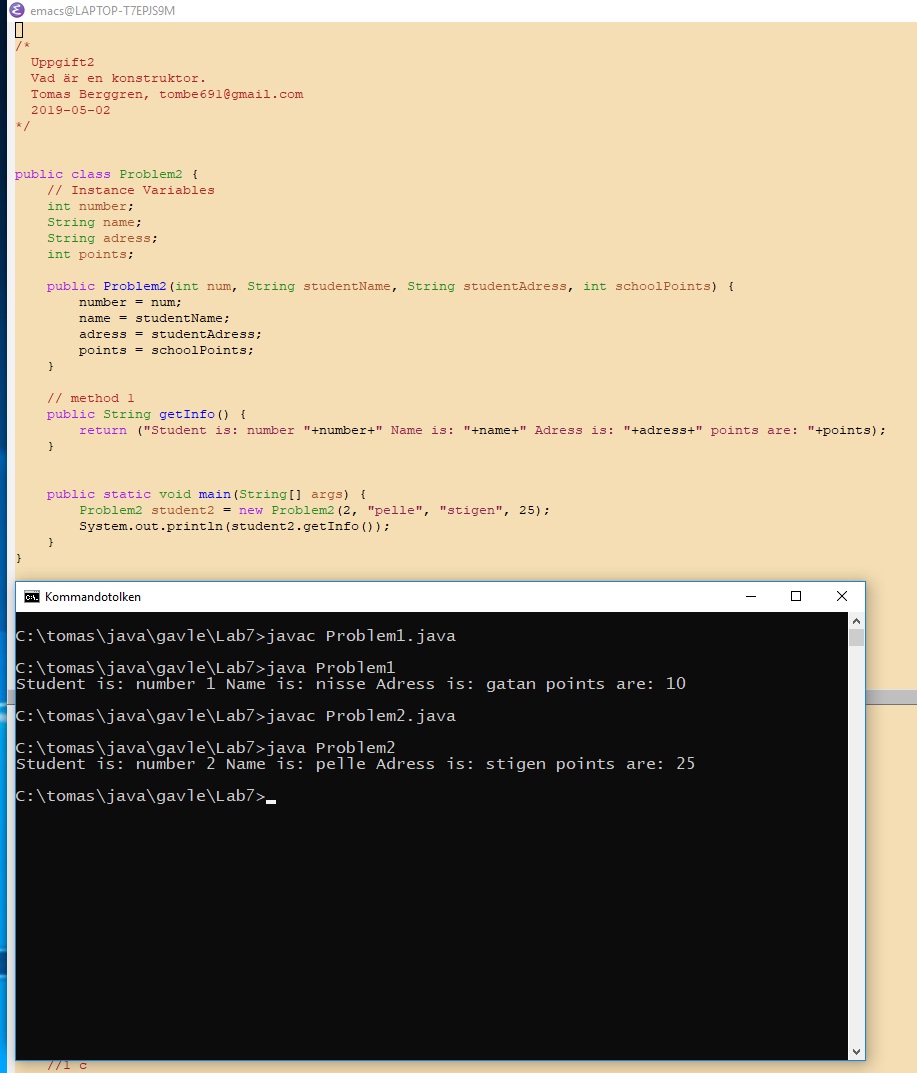 emacs@LAPTOP-T7EPJS9M
/*
  Uppgift2
  Vad är en konstruktor.
  Tomas Berggren, tombe691@gmail.com
  2019-05-02
*/
public class Problem2 {
    // Instance Variables
    int number;
    String name;
    String adress;
    int points;
    public Problem2(int num, String studentName, String studentAdress, int schoolPoints) {
        number = num;
        name = studentName;
        adress = studentAdress;
        points = schoolPoints;
    }
    // method 1
    public String getInfo() {
        return ("Student is: number "+number+" Name is: "+name+" Adress is: "+adress+" points are: "+points);
    }
    public static void main(String[] args) {
        Problem2 student2 = new Problem2(2, "pelle", "stigen", 25);
        System.out.println(student2.getInfo());
    }
}
Kommandotolken
C:\tomas\java\gavle\Lab7>javac Problem1.java
C:\tomas\java\gavle\Lab7>java Problem1
Student is: number 1 Name is: nisse Adress is: gatan points are: 10
C:\tomas\java\gavle\Lab7>javac Problem2.java
C:\tomas\java\gavle\Lab7>java Problem2
Student is: number 2 Name is: pelle Adress is: stigen points are: 25
C:\tomas\java\gavle\Lab7>
//1 c